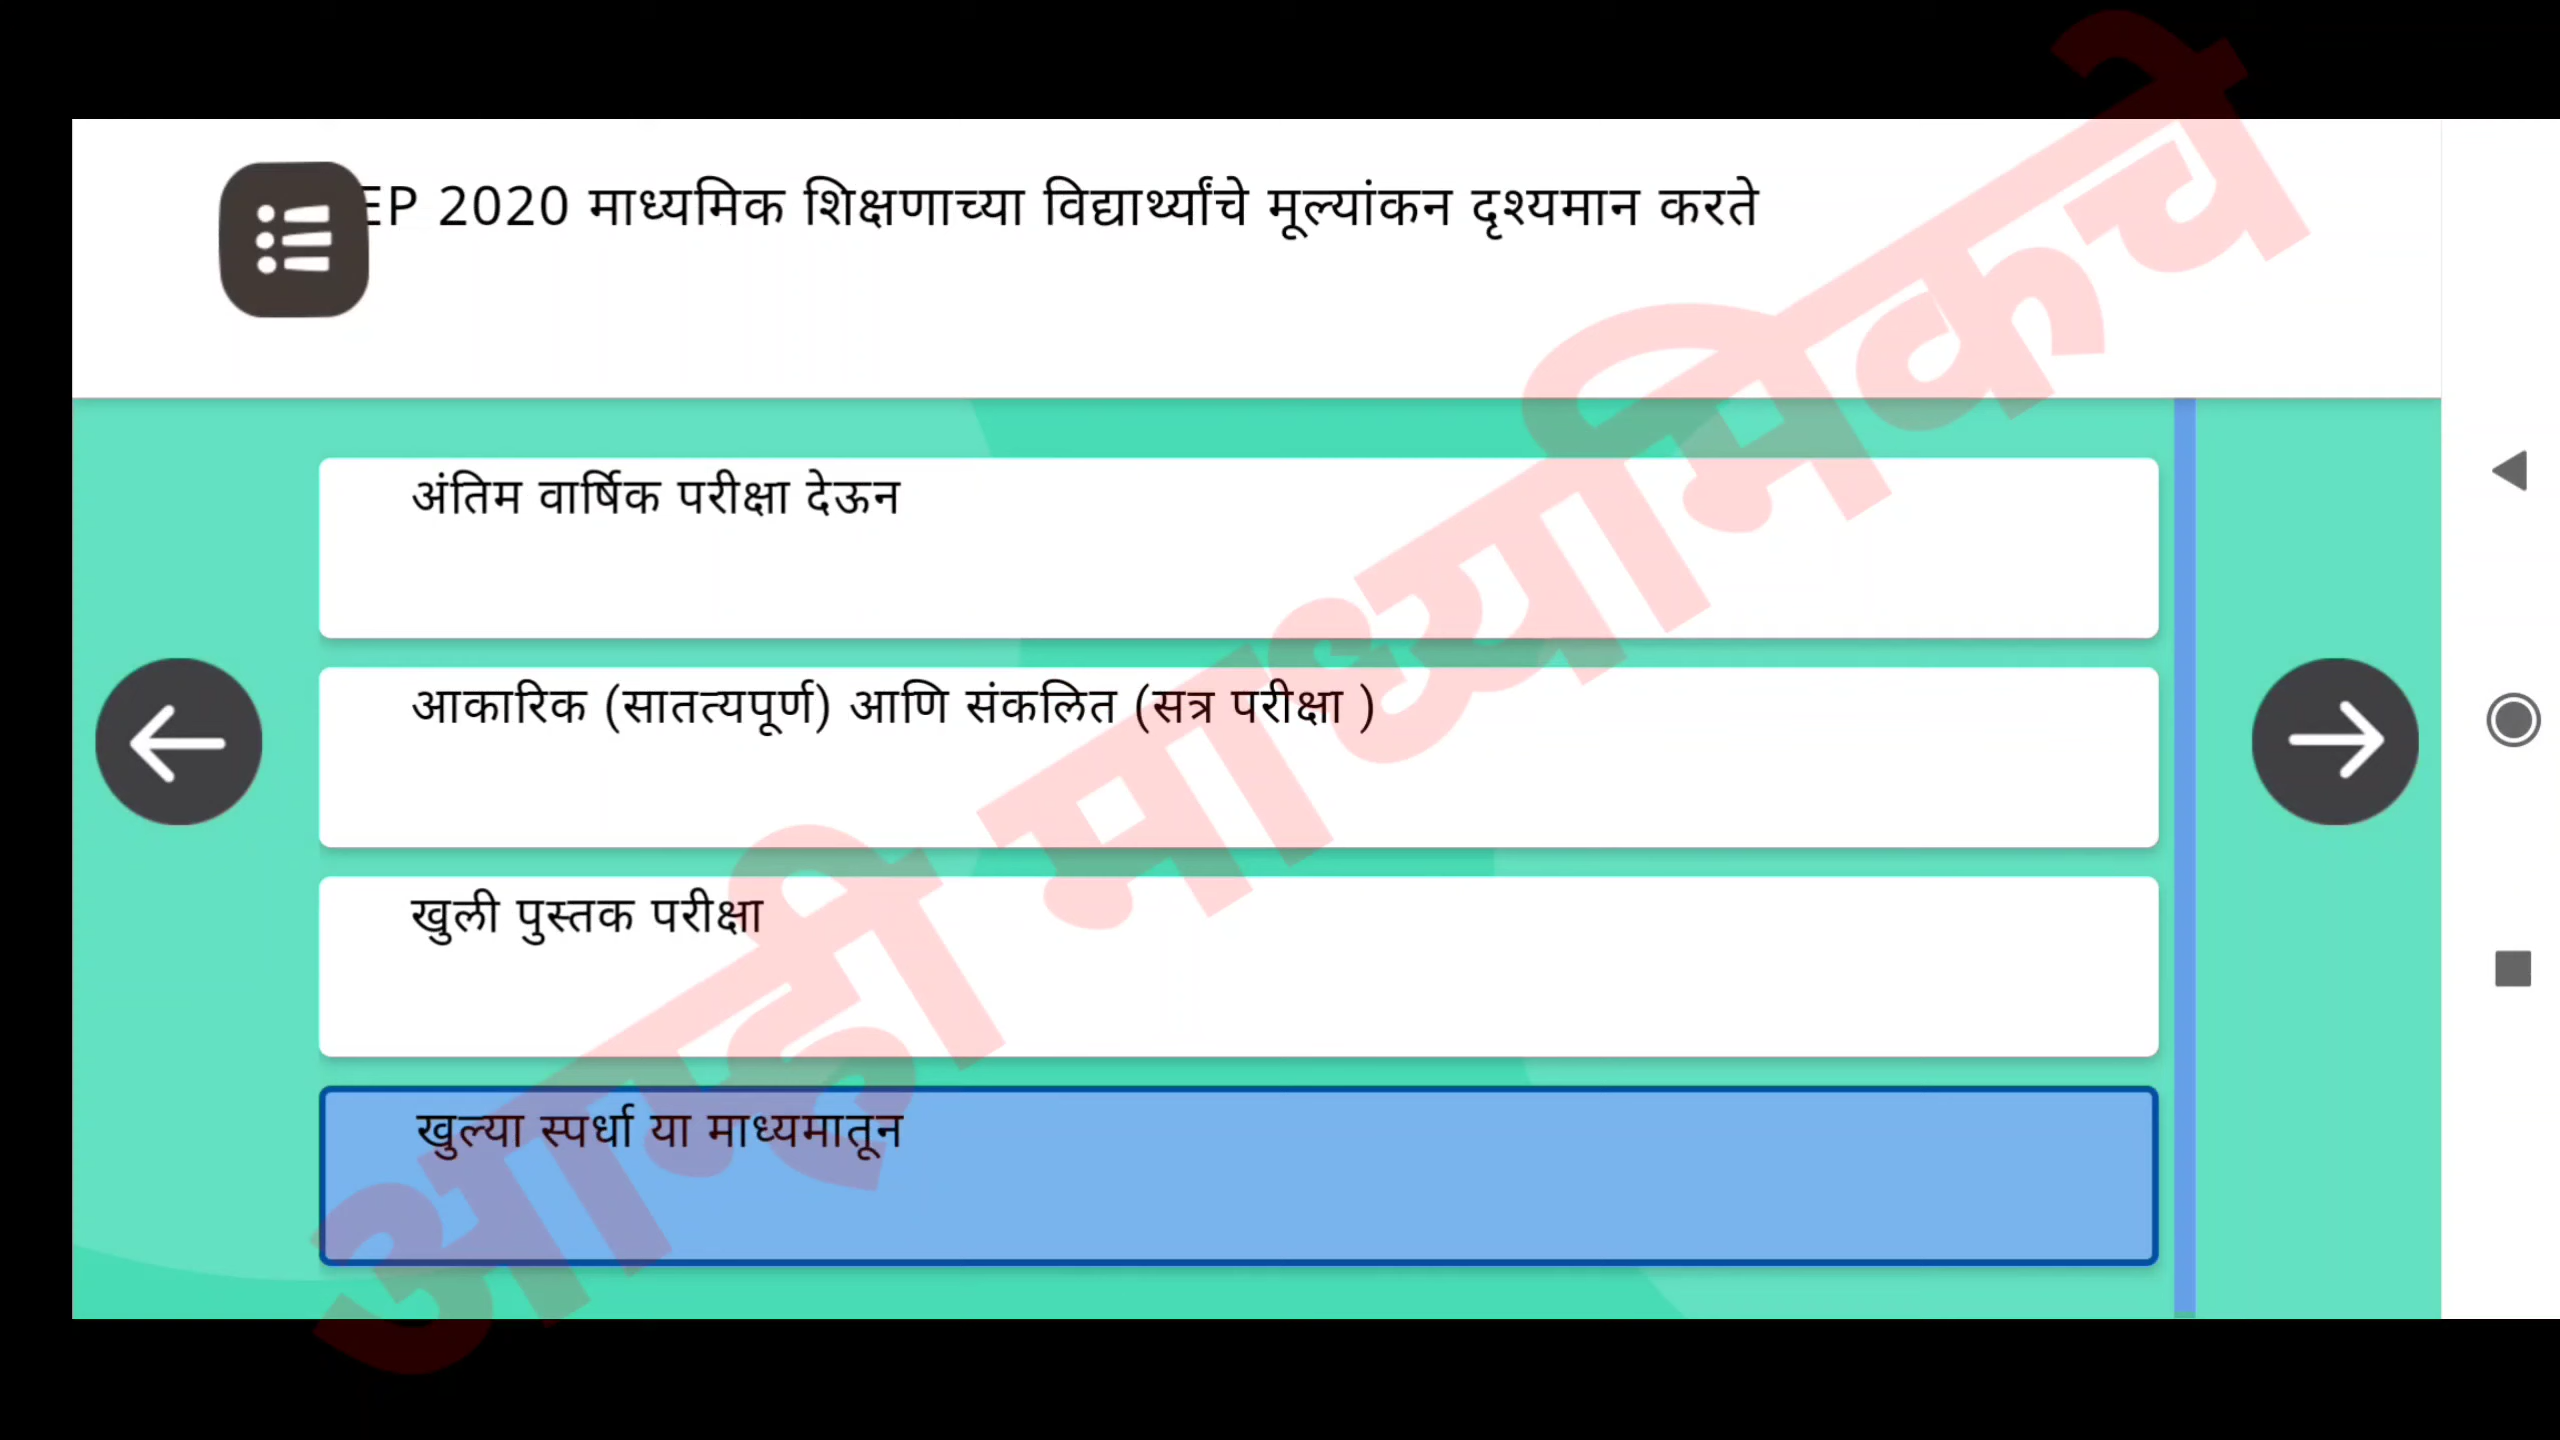 EP 2020 माध्यमिक शिक्षणाच्या विद्यार्थ्यांचे मूल्यांकन दृश्यमान करते
अंतिम वार्षिक परीक्षा देऊन
आकारिक (सातत्यपूर्ण) आणि संकलित (सत्र परीक्षा )
खुली पुस्तक परीक्षा
खुल्या स्पर्धा या माध्यमातून
आम्ही माध्यमिकचे